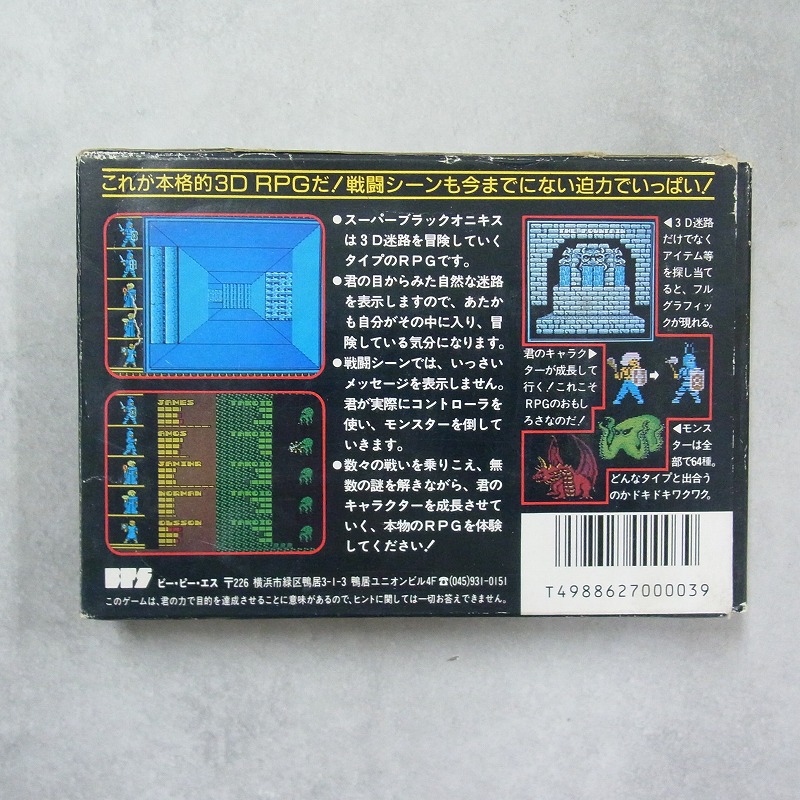 これが本格的3D RPGだ!戦闘シーンも今までにない迫力でいっぱい!
●スーパーブラックオニキス
は3D迷路を冒険していく
タイプのRPGです。
●君の目からみた自然な迷路
を表示しますので、あたか
も自分がその中に入り、冒
険している気分になります。
●戦闘シーンでは、いっさい
メッセージを表示しません。
君が実際にコントローラを
使い、モンスターを倒して
いきます。
●数々の戦いを乗りこえ、無
数の謎を解きながら、君の
キャラクターを成長させて
いく、本物のRPGを体験
してください!
◀3D迷路
だけでなく
アイテム等
を探し当て
ると、フル
グラフィッ
クが現れる。
君のキャラク▶
ターが成長して
行く!これこそ
RPGのおもし
ろさなのだ!
◀モンス
ターは全
部で64種。
どんなタイプと出合う
のかドキドキワクワク。
BPS ビー・ピー・エス 〒226 横浜市緑区鴨居3-1-3 鴨居ユニオンビル4F ☎(045)931-0151
このゲームは、君の力で目的を達成させることに意味があるので、ヒントに関しては一切お答えできません。
T4988627000039